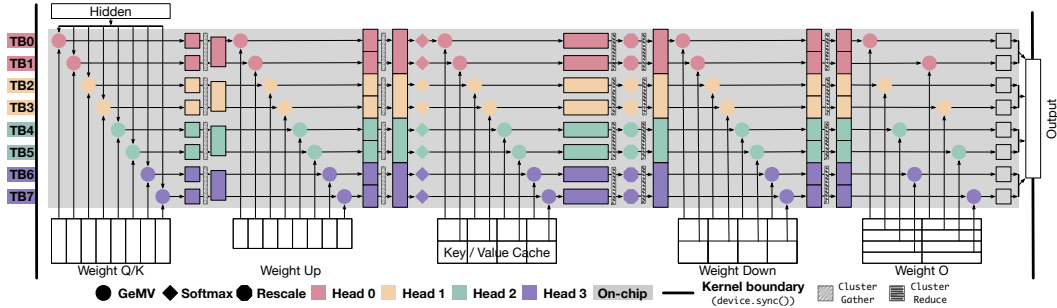 Hidden
TB0
TB1
TB2
TB3
TB4
TB5
TB6
TB7
Output
Weight Q/K
Weight Up
Key / Value Cache
Weight Down
Weight O
GeMV
Softmax
Rescale
Head 0
Head 1
Head 2
Head 3
On-chip
Kernel boundary
(device.sync())
Cluster
Gather
Cluster
Reduce